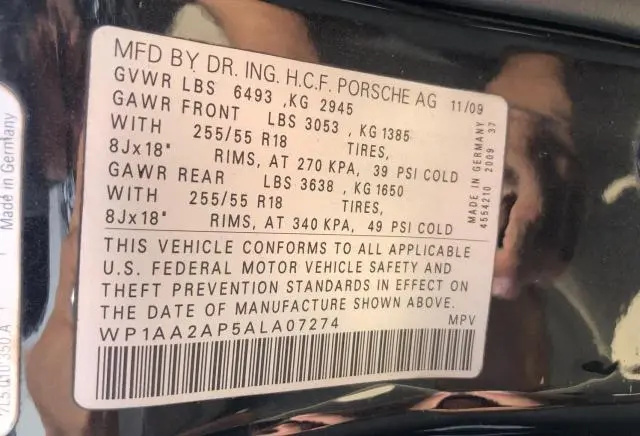 MFD BY DR. ING. H.C.F. PORSCHE AG 11/09
GVWR LBS 6493 , KG 2945
GAWR FRONT LBS 3053 , KG 1385
WITH 255/55 R18 TIRES,
8Jx18" RIMS, AT 270 KPA, 39 PSI COLD
GAWR REAR LBS 3638 , KG 1650
WITH 255/55 R18 TIRES,
8Jx18" RIMS, AT 340 KPA, 49 PSI COLD
THIS VEHICLE CONFORMS TO ALL APPLICABLE
U.S. FEDERAL MOTOR VEHICLE SAFETY AND
THEFT PREVENTION STANDARDS IN EFFECT ON
THE DATE OF MANUFACTURE SHOWN ABOVE.
WP1AA2AP5ALA07274 MPV
MADE IN GERMANY
4554210 2009 37
Made in Germany